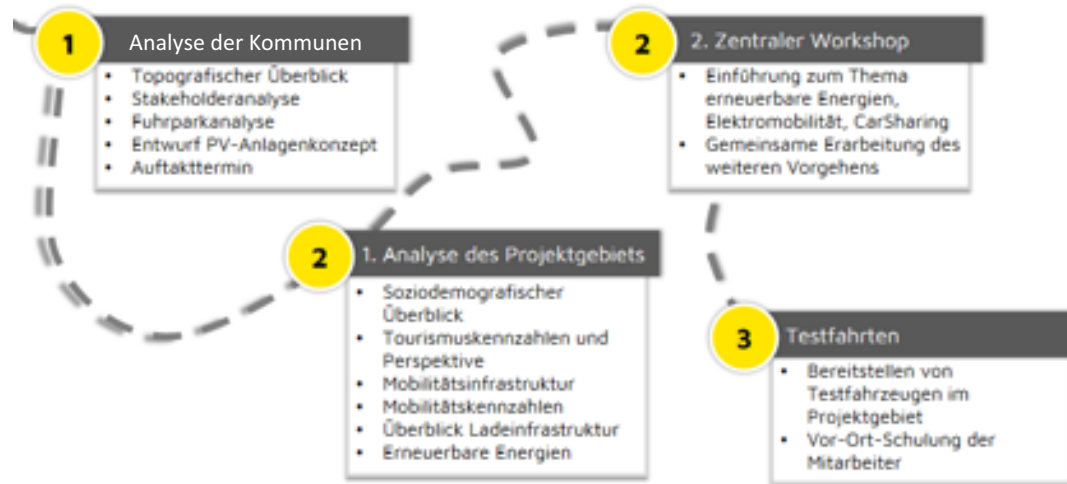 1
Analyse der Kommunen
• Topografischer Überblick
• Stakeholderanalyse
• Fuhrparkanalyse
• Entwurf PV-Anlagenkonzept
• Auftakttermin
2
1. Analyse des Projektgebiets
• Soziodemografischer
Überblick
• Tourismuskennzahlen und
Perspektive
• Mobilitätsinfrastruktur
• Mobilitätskennzahlen
• Überblick Ladeinfrastruktur
• Erneuerbare Energien
2
2. Zentraler Workshop
• Einführung zum Thema
erneuerbare Energien,
Elektromobilität, CarSharing
• Gemeinsame Erarbeitung des
weiteren Vorgehens
3
Testfahrten
• Bereitstellen von
Testfahrzeugen im
Projektgebiet
• Vor-Ort-Schulung der
Mitarbeiter